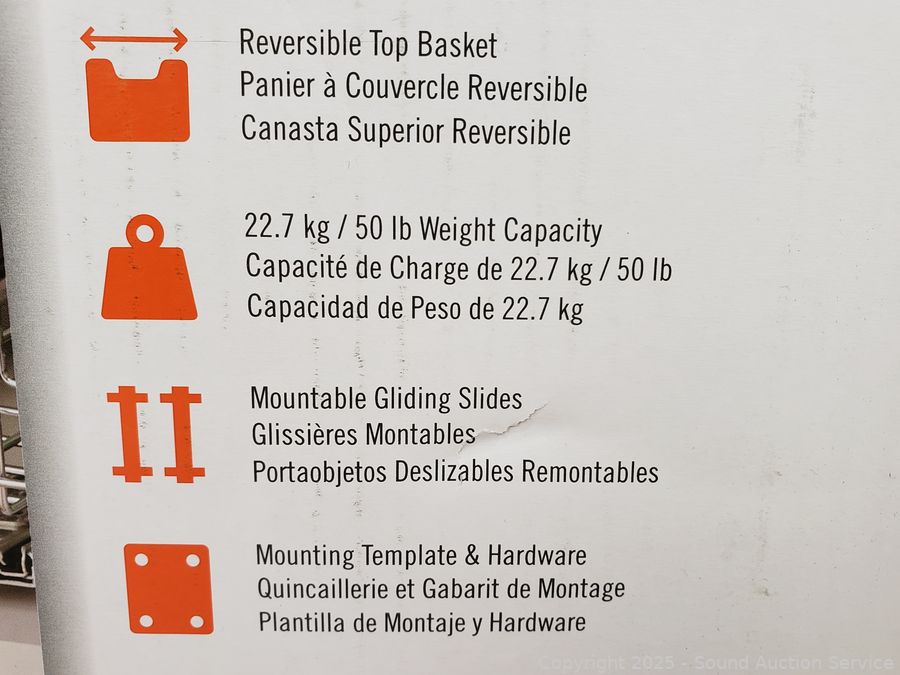 Reversible Top Basket
Panier à Couvercle Reversible
Canasta Superior Reversible
22.7 kg / 50 lb Weight Capacity
Capacité de Charge de 22.7 kg / 50 lb
Capacidad de Peso de 22.7 kg
Mountable Gliding Slides
Glissières Montables
Portaobjetos Deslizables Remontables
Mounting Template & Hardware
Quincaillerie et Gabarit de Montage
Plantilla de Montaje y Hardware
Copyright 2025 - Sound Auction Service